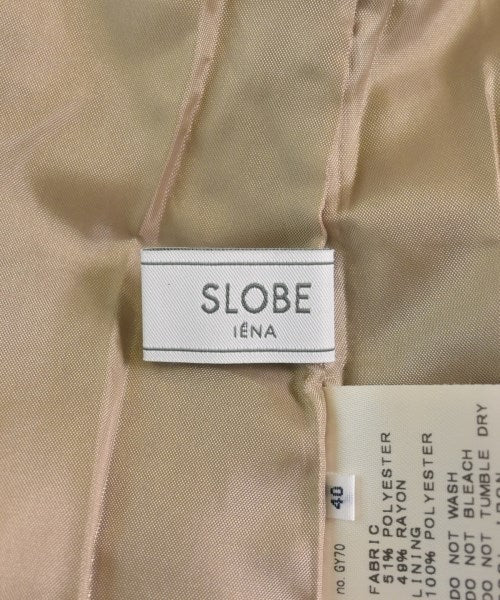 SLOBE
IÉNA
40
no. GY70
FABRIC
51% POLYESTER
49% RAYON
LINING
100% POLYESTER
DO NOT WASH
DO NOT BLEACH
DO NOT TUMBLE DRY